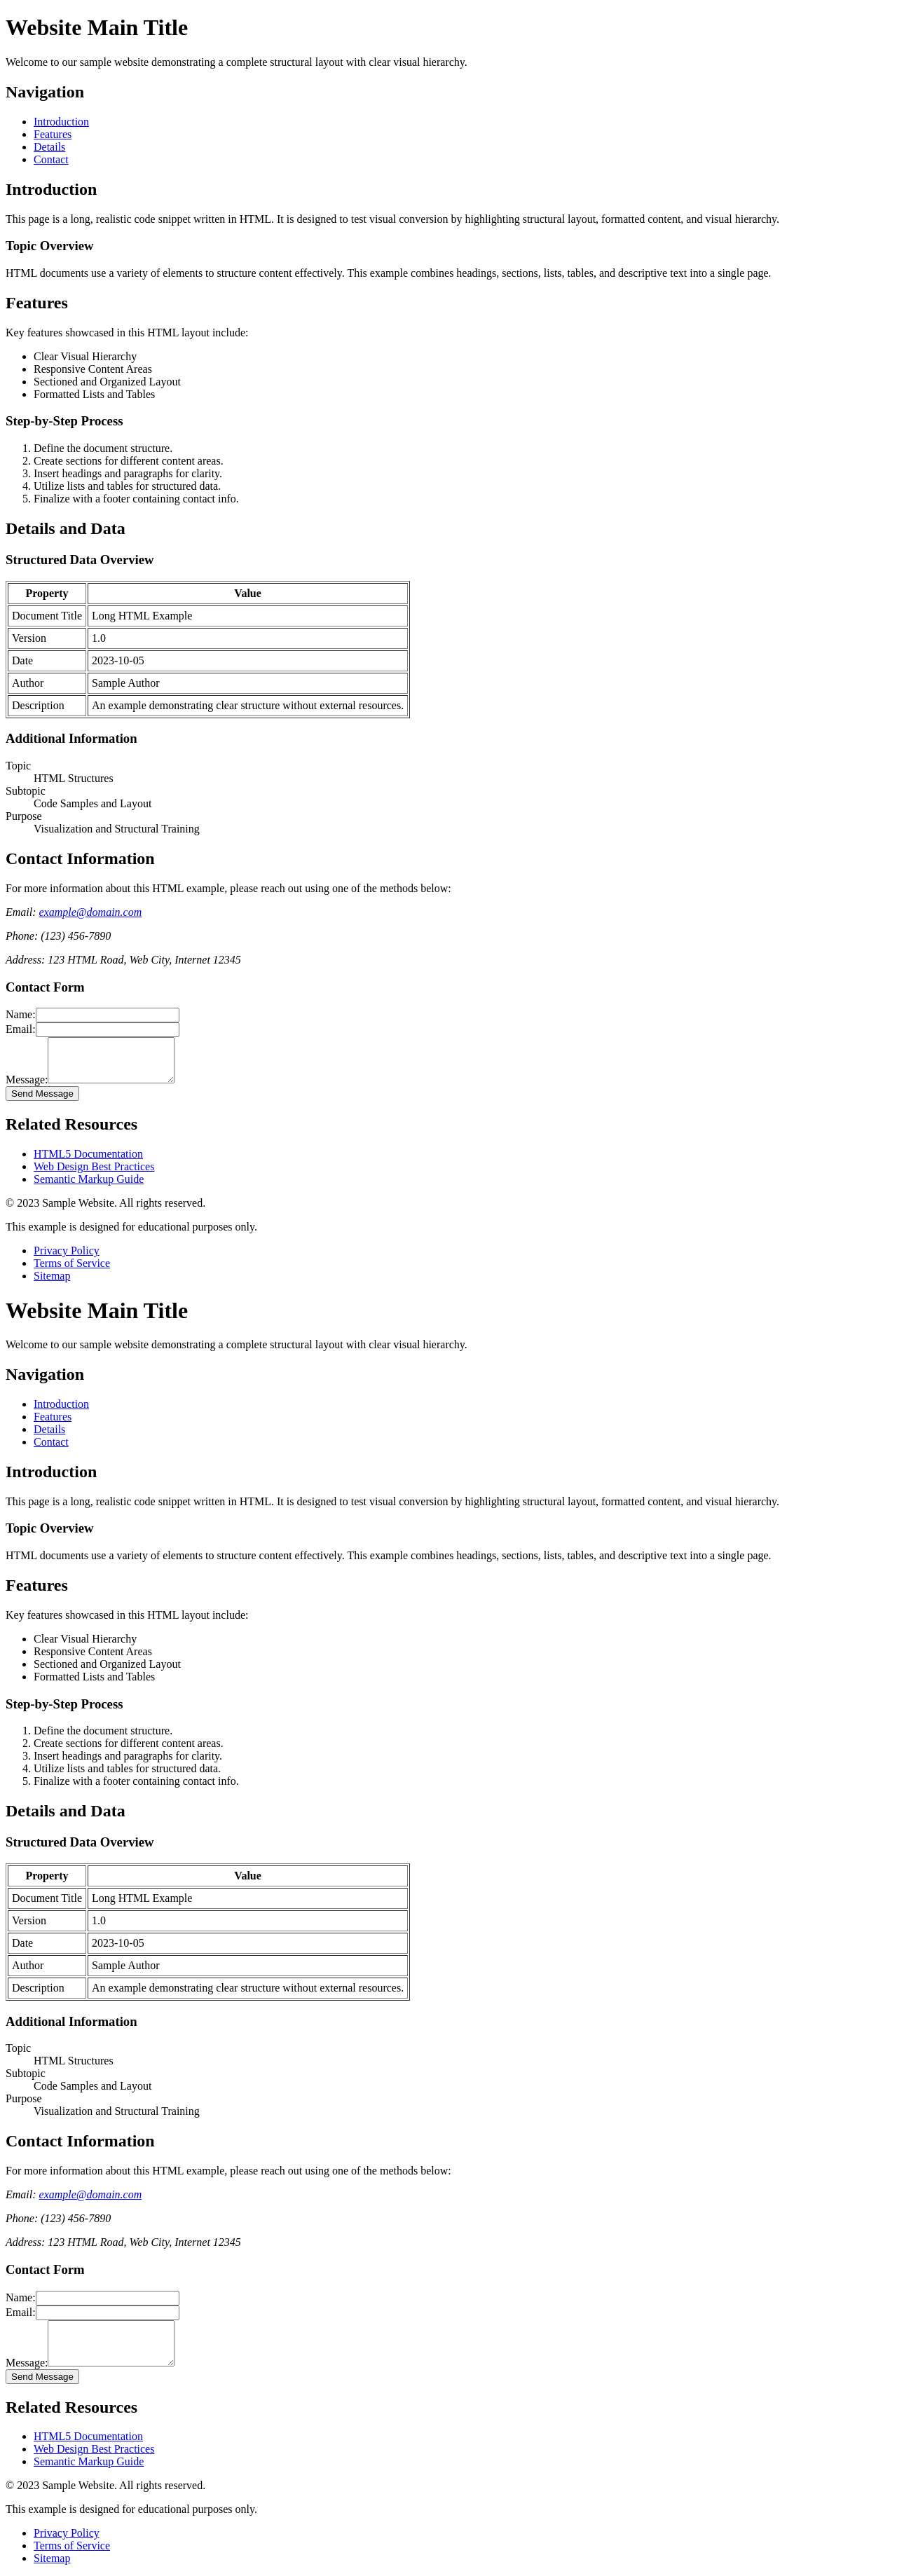 Website Main Title
Welcome to our sample website demonstrating a complete structural layout with clear visual hierarchy.
Navigation
Introduction
Features
Details
Contact
Introduction
This page is a long, realistic code snippet written in HTML. It is designed to test visual conversion by highlighting structural layout, formatted content, and visual hierarchy.
Topic Overview
HTML documents use a variety of elements to structure content effectively. This example combines headings, sections, lists, tables, and descriptive text into a single page.
Features
Key features showcased in this HTML layout include:
Clear Visual Hierarchy
Responsive Content Areas
Sectioned and Organized Layout
Formatted Lists and Tables
Step-by-Step Process
1. Define the document structure.
2. Create sections for different content areas.
3. Insert headings and paragraphs for clarity.
4. Utilize lists and tables for structured data.
5. Finalize with a footer containing contact info.
Details and Data
Structured Data Overview
Property Value
Document Title Long HTML Example
Version 1.0
Date 2023-10-05
Author Sample Author
Description An example demonstrating clear structure without external resources.
Additional Information
Topic
HTML Structures
Subtopic
Code Samples and Layout
Purpose
Visualization and Structural Training
Contact Information
For more information about this HTML example, please reach out using one of the methods below:
Email: example@domain.com
Phone: (123) 456-7890
Address: 123 HTML Road, Web City, Internet 12345
Contact Form
Name:
Email:
Message:
Send Message
Related Resources
HTML5 Documentation
Web Design Best Practices
Semantic Markup Guide
© 2023 Sample Website. All rights reserved.
This example is designed for educational purposes only.
Privacy Policy
Terms of Service
Sitemap
Website Main Title
Welcome to our sample website demonstrating a complete structural layout with clear visual hierarchy.
Navigation
Introduction
Features
Details
Contact
Introduction
This page is a long, realistic code snippet written in HTML. It is designed to test visual conversion by highlighting structural layout, formatted content, and visual hierarchy.
Topic Overview
HTML documents use a variety of elements to structure content effectively. This example combines headings, sections, lists, tables, and descriptive text into a single page.
Features
Key features showcased in this HTML layout include:
Clear Visual Hierarchy
Responsive Content Areas
Sectioned and Organized Layout
Formatted Lists and Tables
Step-by-Step Process
1. Define the document structure.
2. Create sections for different content areas.
3. Insert headings and paragraphs for clarity.
4. Utilize lists and tables for structured data.
5. Finalize with a footer containing contact info.
Details and Data
Structured Data Overview
Property Value
Document Title Long HTML Example
Version 1.0
Date 2023-10-05
Author Sample Author
Description An example demonstrating clear structure without external resources.
Additional Information
Topic
HTML Structures
Subtopic
Code Samples and Layout
Purpose
Visualization and Structural Training
Contact Information
For more information about this HTML example, please reach out using one of the methods below:
Email: example@domain.com
Phone: (123) 456-7890
Address: 123 HTML Road, Web City, Internet 12345
Contact Form
Name:
Email:
Message:
Send Message
Related Resources
HTML5 Documentation
Web Design Best Practices
Semantic Markup Guide
© 2023 Sample Website. All rights reserved.
This example is designed for educational purposes only.
Privacy Policy
Terms of Service
Sitemap